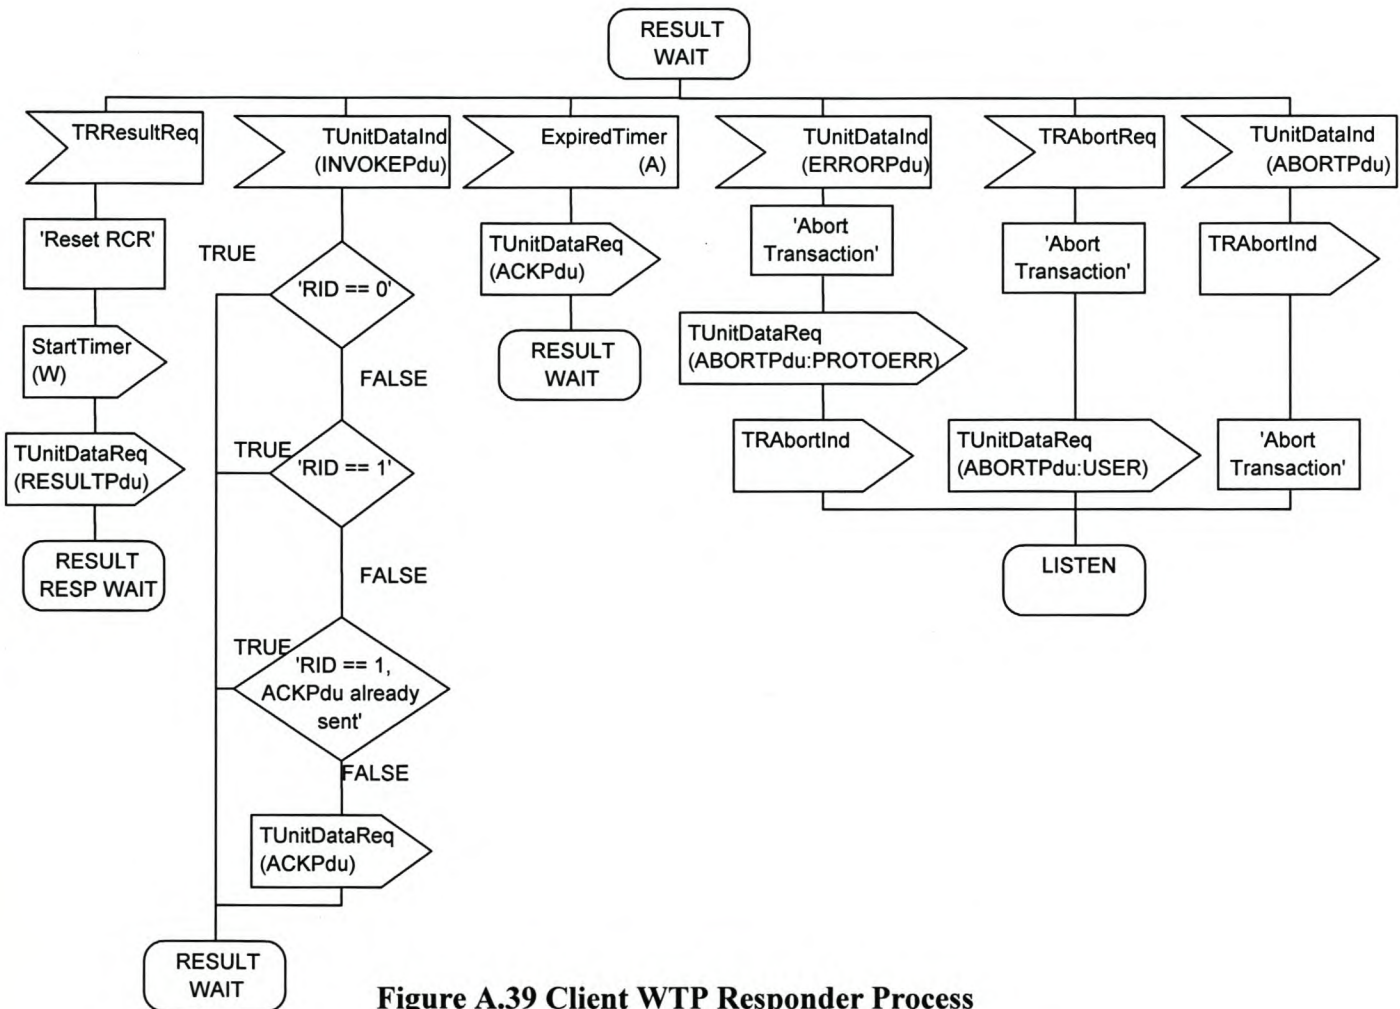 RESULT
WAIT
TRResultReq
'Reset RCR'
StartTimer
(W)
TUnitDataReq
(RESULTPdu)
RESULT
RESP WAIT
TUnitDataInd
(INVOKEPdu)
TRUE
'RID == 0'
FALSE
TRUE
'RID == 1'
FALSE
TRUE
'RID == 1,
ACKPdu already
sent'
FALSE
TUnitDataReq
(ACKPdu)
RESULT
WAIT
ExpiredTimer
(A)
TUnitDataReq
(ACKPdu)
RESULT
WAIT
TUnitDataInd
(ERRORPdu)
'Abort
Transaction'
TUnitDataReq
(ABORTPdu:PROTOERR)
TRAbortInd
TRAbortReq
'Abort
Transaction'
TUnitDataReq
(ABORTPdu:USER)
TUnitDataInd
(ABORTPdu)
TRAbortInd
'Abort
Transaction'
LISTEN
Figure A.39 Client WTP Responder Process